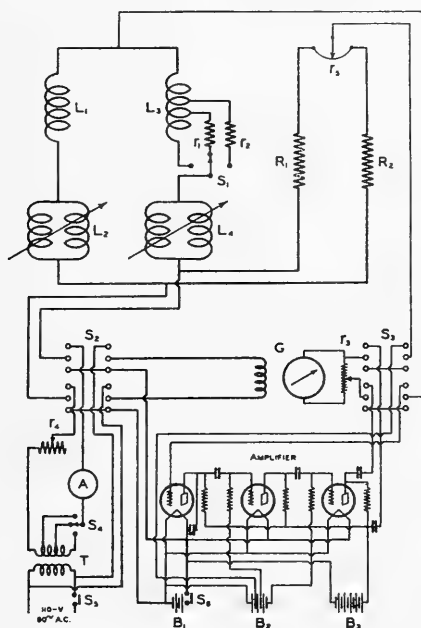 L₁
L₃
r₁
r₂
S₁
r₃
R₁
R₂
L₂
L₄
S₂
G
r₃
S₃
r₄
A
S₄
T
S₅
110-V
60~ A.C.
AMPLIFIER
S₆
B₁
B₂
B₃